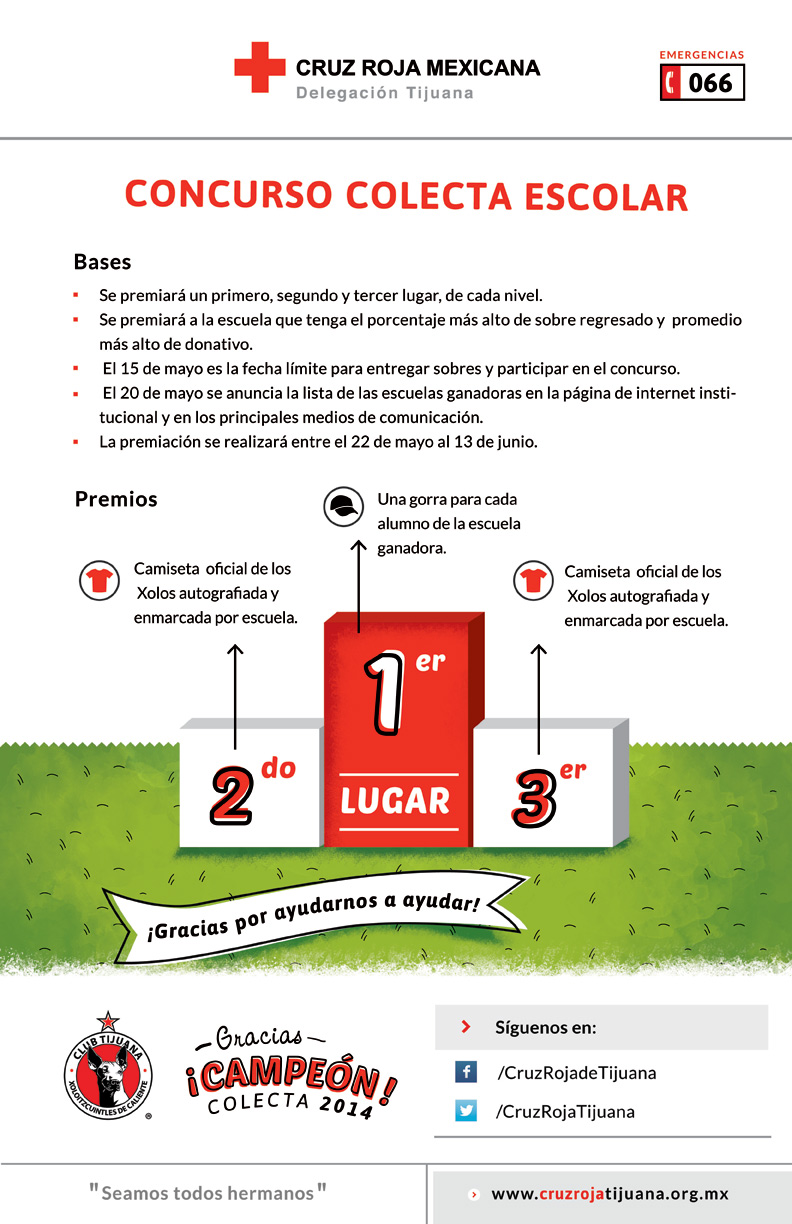 CRUZ ROJA MEXICANA
Delegación Tijuana
EMERGENCIAS
066
CONCURSO COLECTA ESCOLAR
Bases
Se premiará un primero, segundo y tercer lugar, de cada nivel.
Se premiará a la escuela que tenga el porcentaje más alto de sobre regresado y promedio
más alto de donativo.
El 15 de mayo es la fecha límite para entregar sobres y participar en el concurso.
El 20 de mayo se anuncia la lista de las escuelas ganadoras en la página de internet insti-
tucional y en los principales medios de comunicación.
La premiación se realizará entre el 22 de mayo al 13 de junio.
Premios
Una gorra para cada
alumno de la escuela
ganadora.
Camiseta oficial de los
Xolos autografiada y
enmarcada por escuela.
Camiseta oficial de los
Xolos autografiada y
enmarcada por escuela.
1er
LUGAR
2do
3er
¡Gracias por ayudarnos a ayudar!
CLUB TIJUANA
XOLOITZCUINTLES DE CALIENTE
®
Gracias
¡CAMPEÓN!
COLECTA 2014
Síguenos en:
/CruzRojadeTijuana
/CruzRojaTijuana
"Seamos todos hermanos"
www.cruzrojatijuana.org.mx